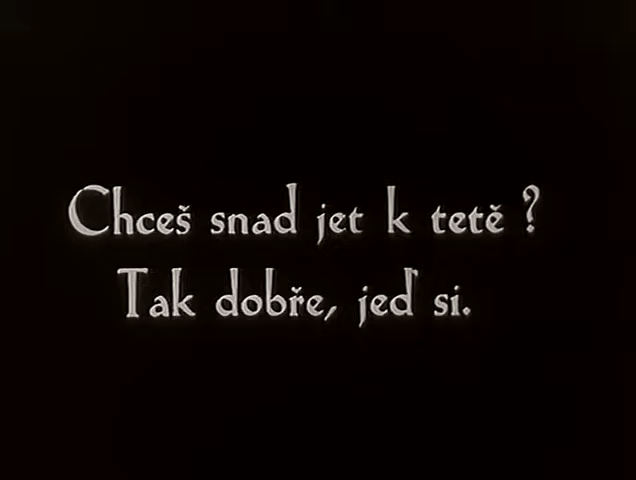 Chceš snad jet k tetě ?
Tak dobře, jeď si.